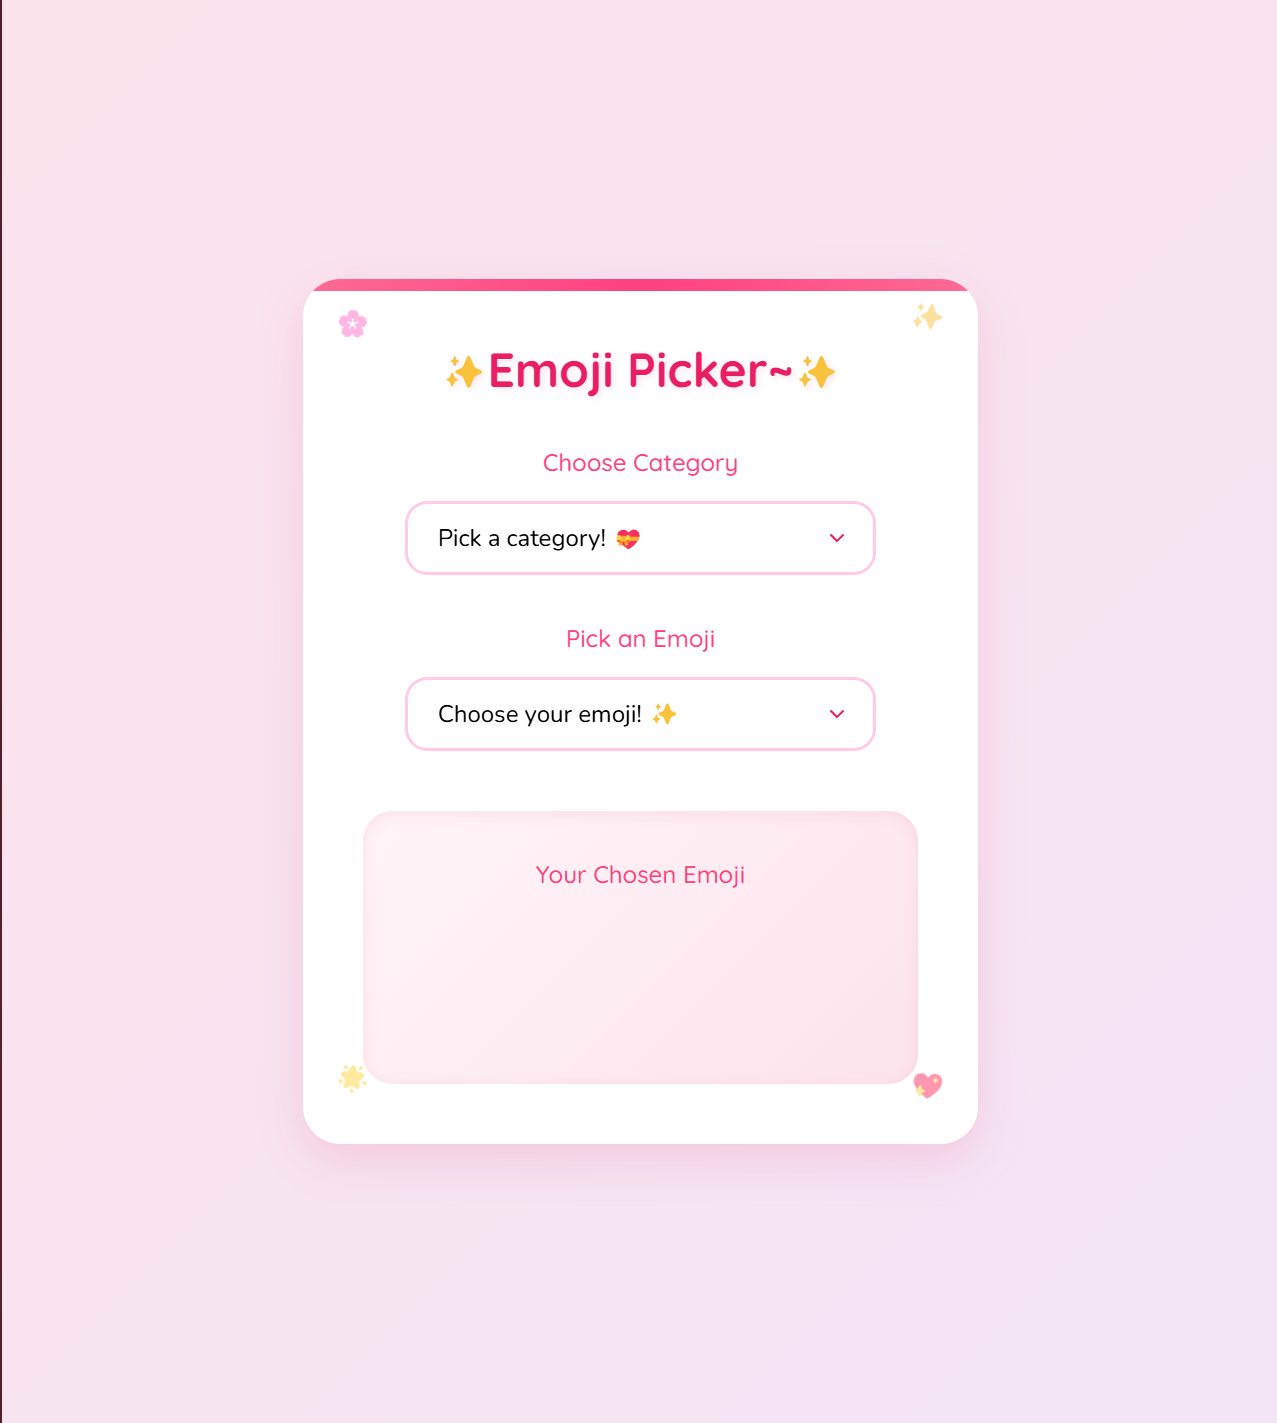 ✨Emoji Picker~✨
Choose Category
Pick a category! 💝
Pick an Emoji
Choose your emoji! ✨
Your Chosen Emoji